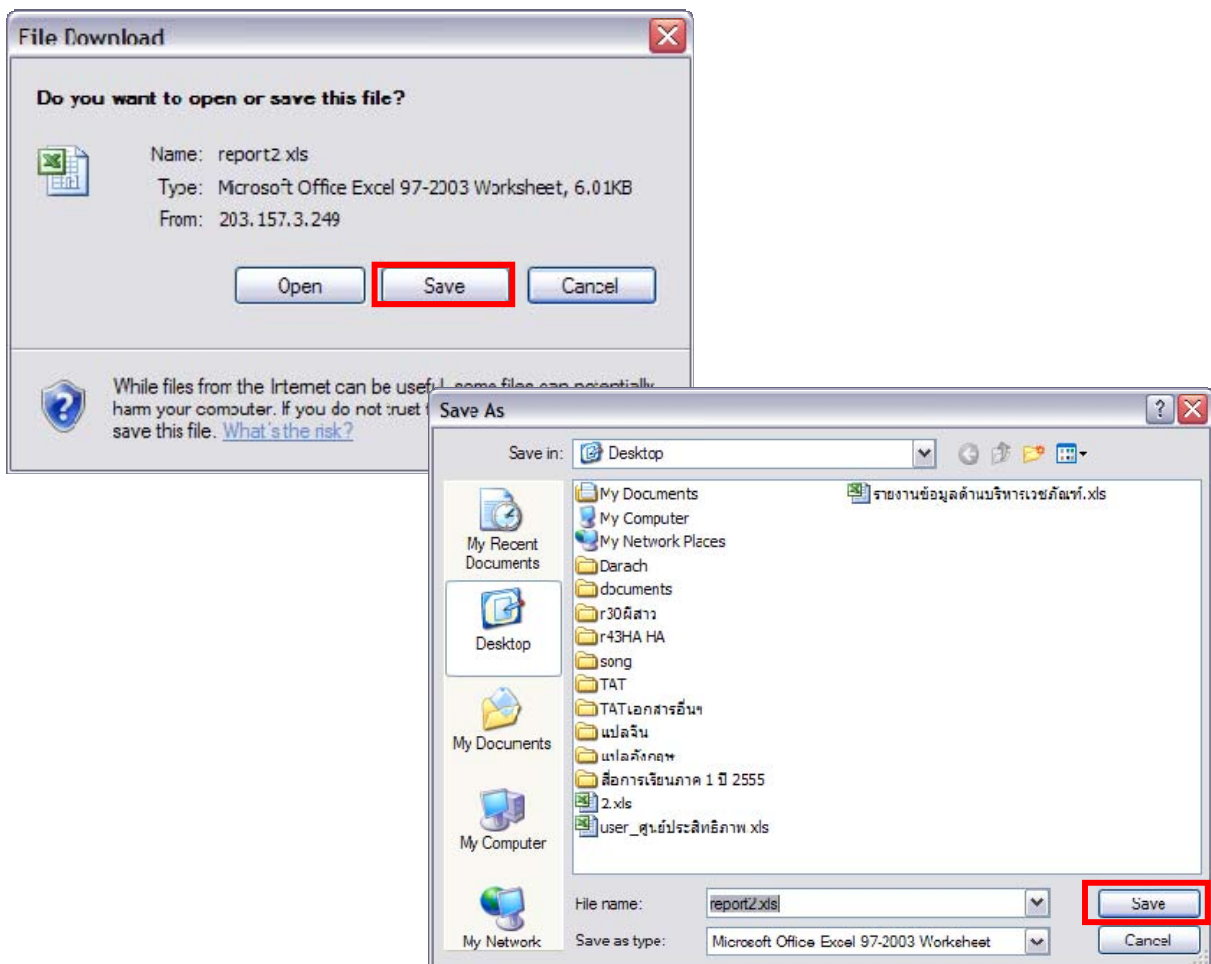 File Download
Do you want to open or save this file?
Name: report2.xls
Type: Microsoft Office Excel 97-2003 Worksheet, 6.01KB
From: 203.157.3.249
Open Save Cancel
While files from the Internet can be useful, some files can potentially
harm your computer. If you do not trust
save this file. What's the risk?
Save As
Save in: Desktop
My Recent Documents
Desktop
My Documents
My Computer
My Network
My Documents
My Computer
My Network Places
Darach
documents
r30ผีสาว
r43HA HA
song
TAT
TATเอกสารอื่นๆ
แปลจีน
แปลอังกฤษ
สื่อการเรียนภาค 1 ปี 2555
2.xls
user_ศูนย์ประสิทธิภาพ.xls
รายงานข้อมูลด้านบริหารเวชภัณฑ์.xls
File name: report2.xls Save
Save as type: Microsoft Office Excel 97-2003 Worksheet Cancel